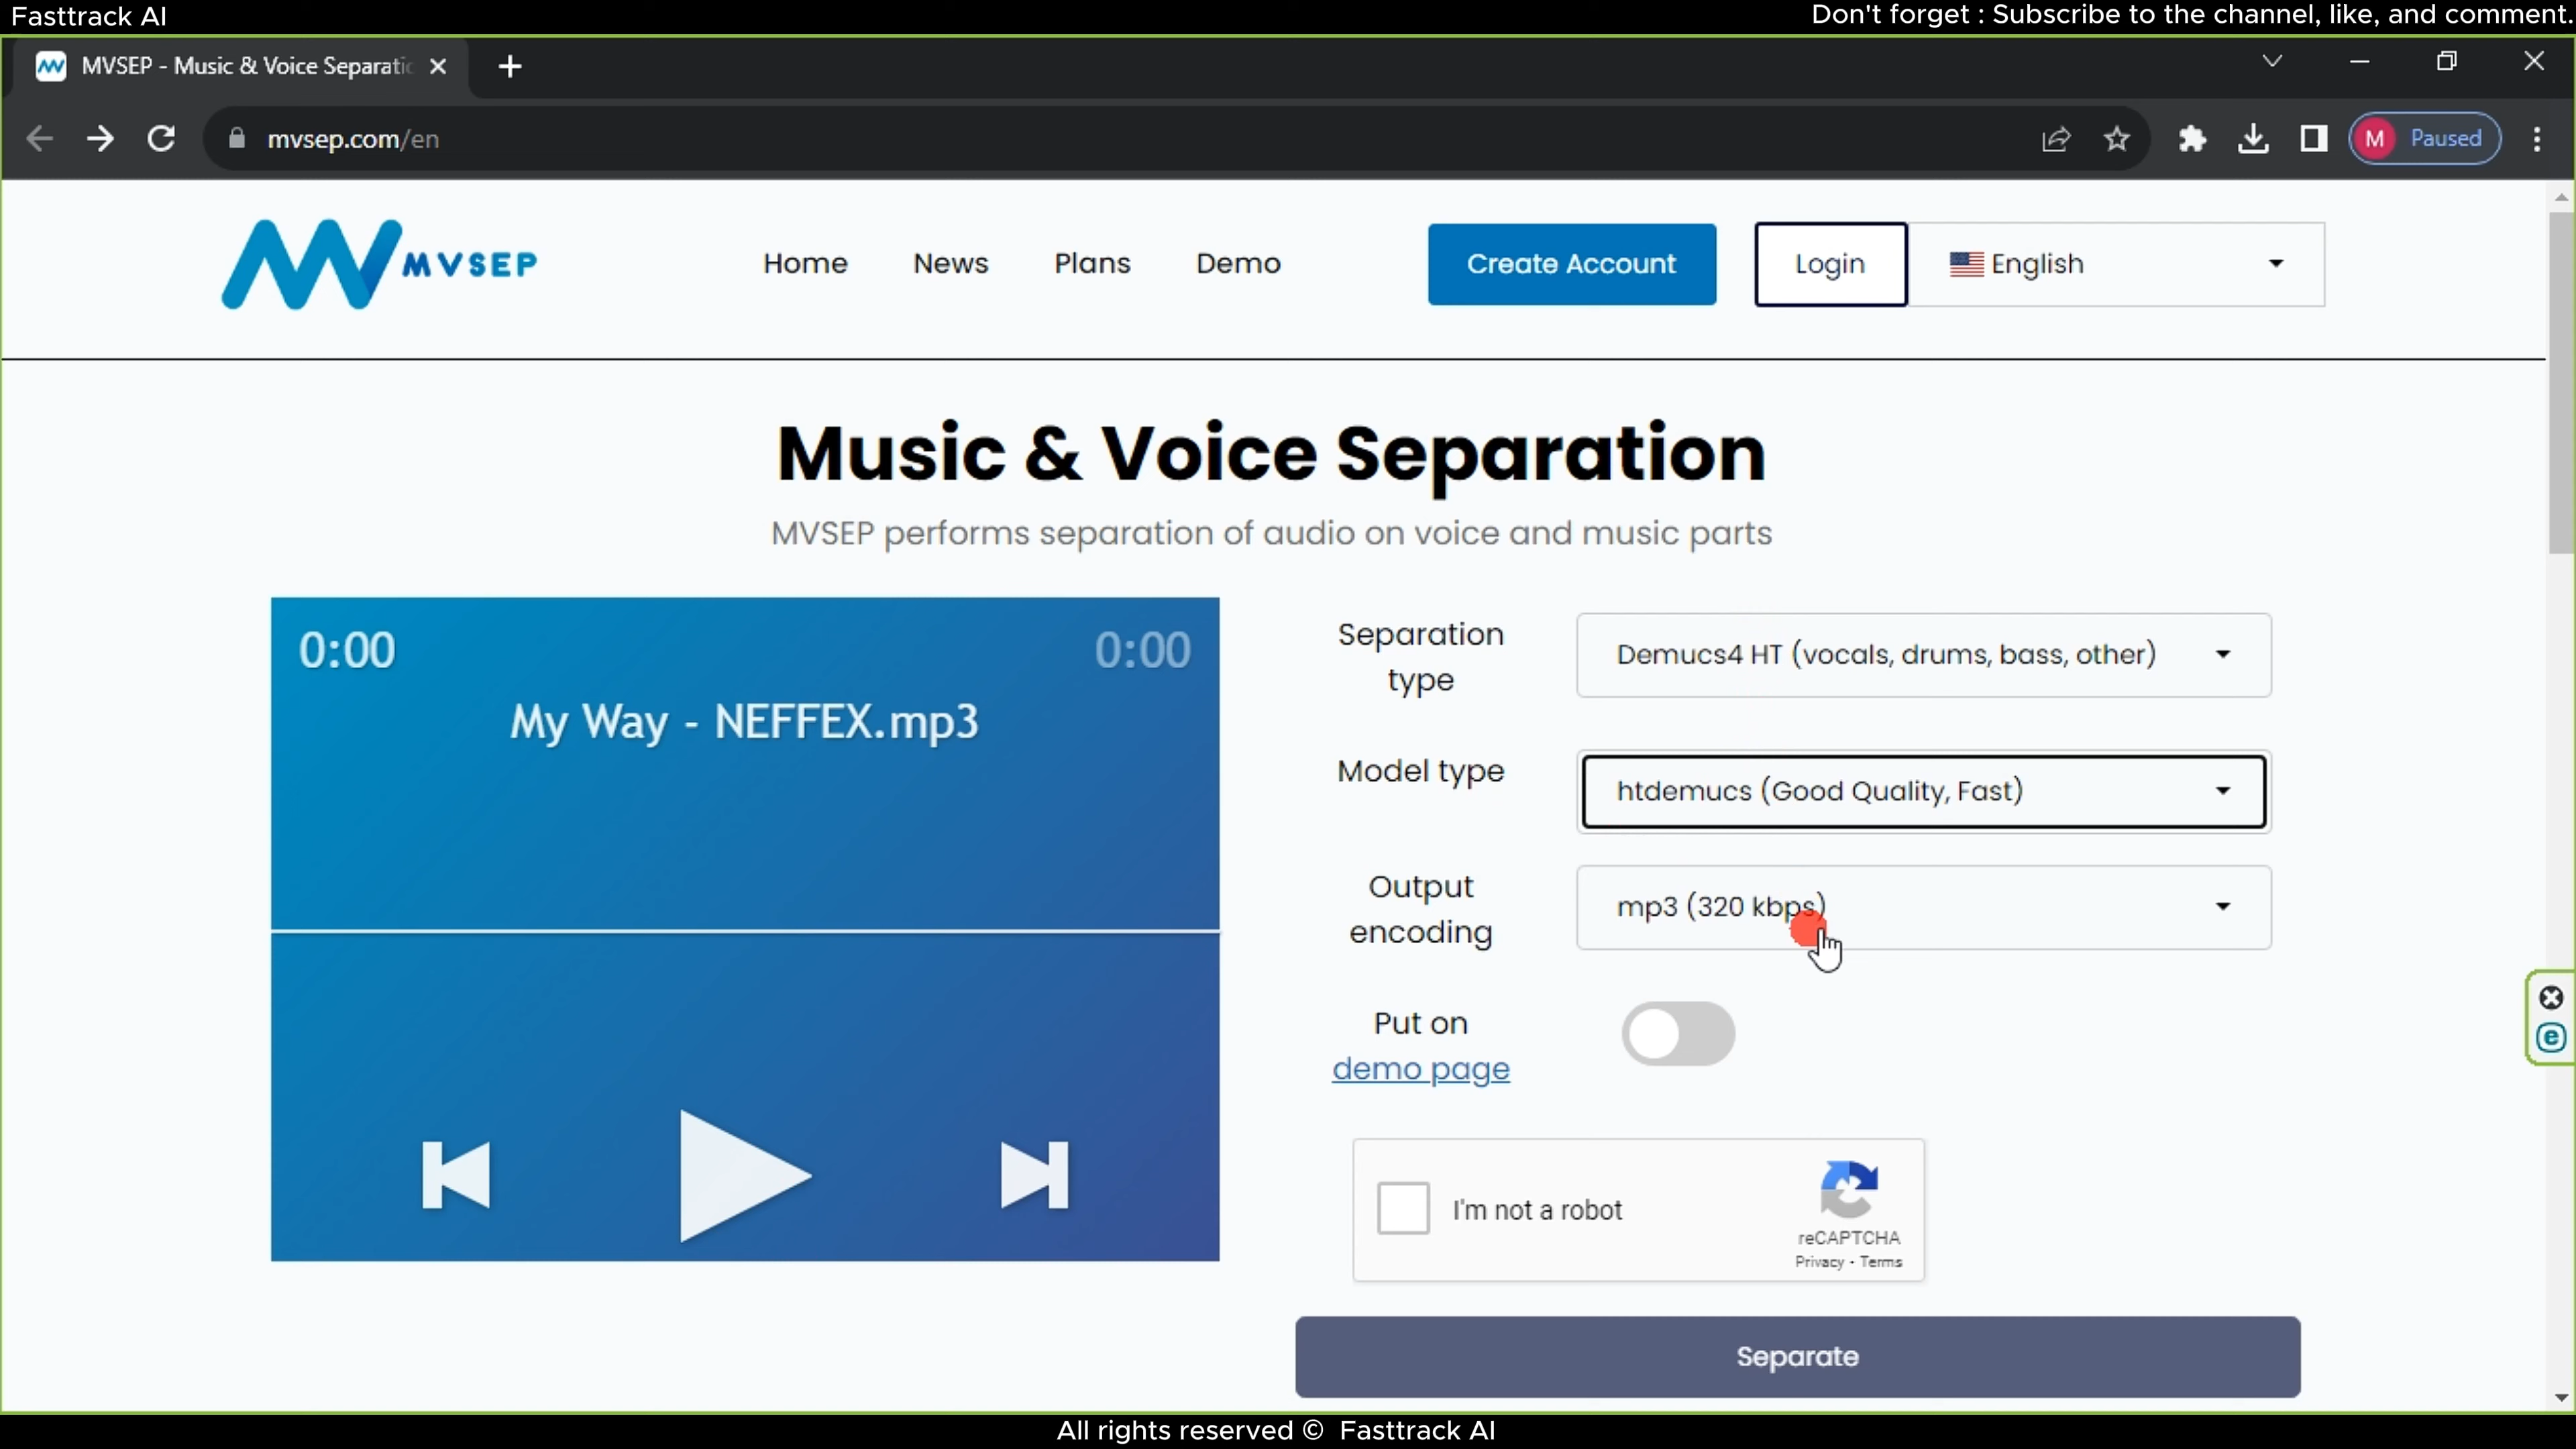 Fasttrack AI
Don't forget : Subscribe to the channel, like, and comment.
MVSEP - Music & Voice Separatic
mvsep.com/en
M Paused
MVSEP
Home News Plans Demo Create Account Login English
Music & Voice Separation
MVSEP performs separation of audio on voice and music parts
0:00 0:00
My Way - NEFFEX.mp3
Separation
type
Demucs4 HT (vocals, drums, bass, other)
Model type
htdemucs (Good Quality, Fast)
Output
encoding
mp3 (320 kbps)
Put on
demo page
I'm not a robot
reCAPTCHA
Privacy - Terms
Separate
All rights reserved © Fasttrack AI